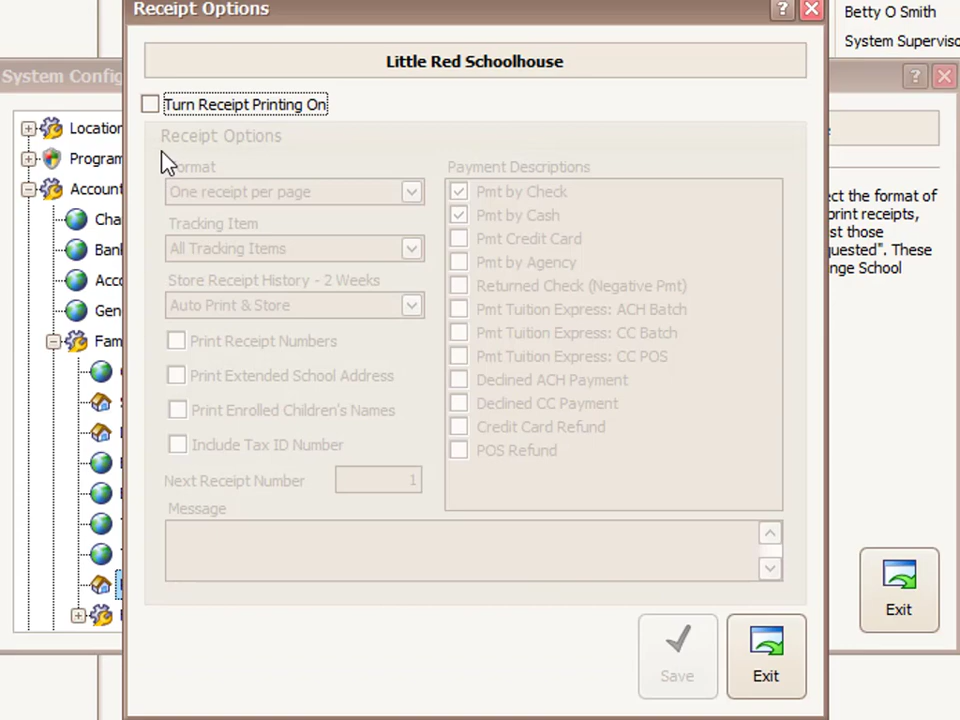 Receipt Options
Betty O Smith
System Superviso
System Config
Little Red Schoolhouse
Turn Receipt Printing On
Receipt Options
Format
One receipt per page
Tracking Item
All Tracking Items
Store Receipt History - 2 Weeks
Auto Print & Store
Print Receipt Numbers
Print Extended School Address
Print Enrolled Children's Names
Include Tax ID Number
Next Receipt Number 1
Message
Payment Descriptions
Pmt by Check
Pmt by Cash
Pmt Credit Card
Pmt by Agency
Returned Check (Negative Pmt)
Pmt Tuition Express: ACH Batch
Pmt Tuition Express: CC Batch
Pmt Tuition Express: CC POS
Declined ACH Payment
Declined CC Payment
Credit Card Refund
POS Refund
Save
Exit
Location
Program
Account
Cha
Bank
Acco
Gen
Fam
ect the format of
print receipts,
st those
quested". These
nge School
Exit